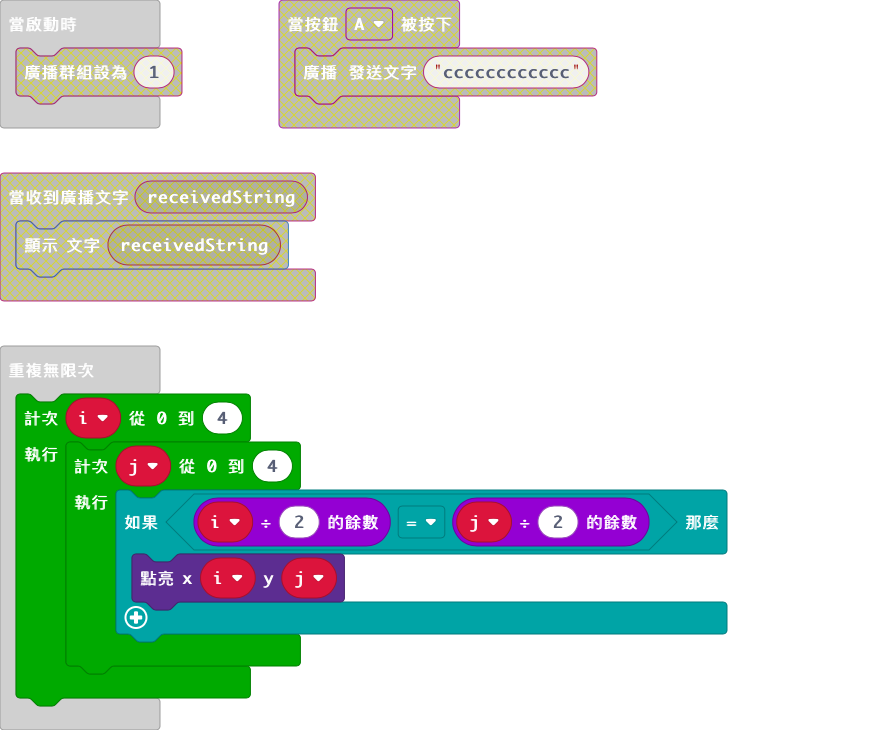 當啟動時
廣播群組設為 1
當按鈕 A 被按下
廣播 發送文字 "cccccccccccc"
當收到廣播文字 receivedString
顯示 文字 receivedString
重複無限次
計次 i 從 0 到 4
執行
計次 j 從 0 到 4
執行
如果 i ÷ 2 的餘數 = j ÷ 2 的餘數 那麼
點亮 x i y j